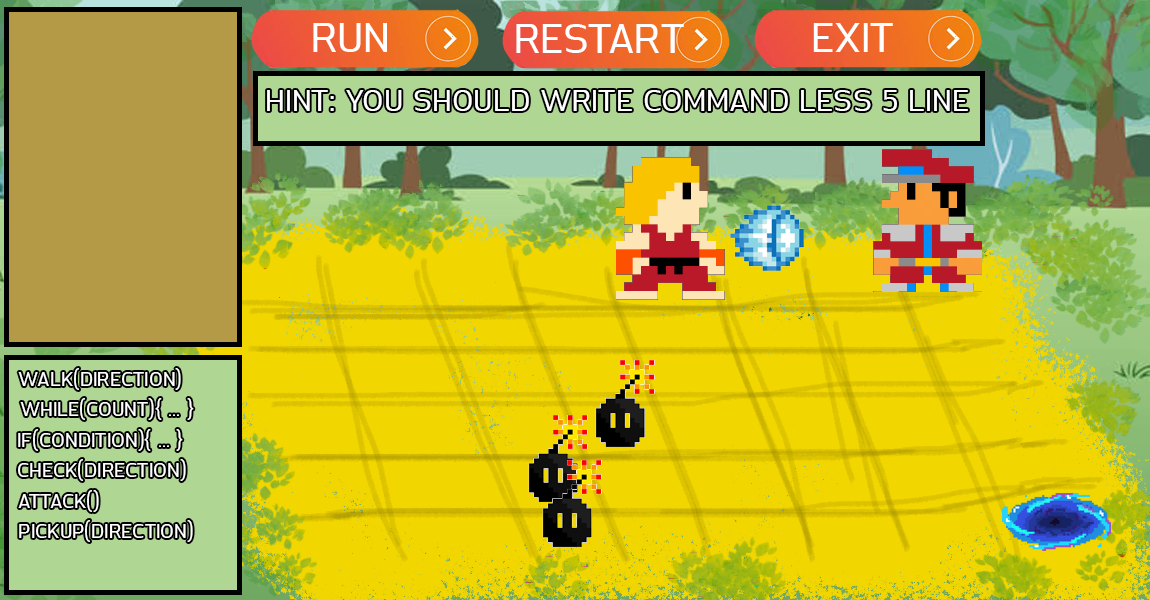 RUN
RESTART
EXIT
HINT: YOU SHOULD WRITE COMMAND LESS 5 LINE
WALK(DIRECTION)
WHILE(COUNT){ ... }
IF(CONDITION){ ... }
CHECK(DIRECTION)
ATTACK()
PICKUP(DIRECTION)